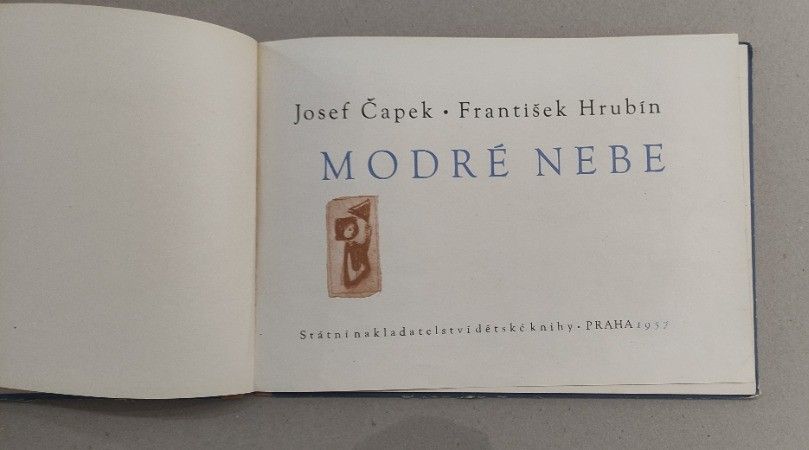 Josef Čapek • František Hrubín
MODRÉ NEBE
Státní nakladatelství dětské knihy • PRAHA 1957